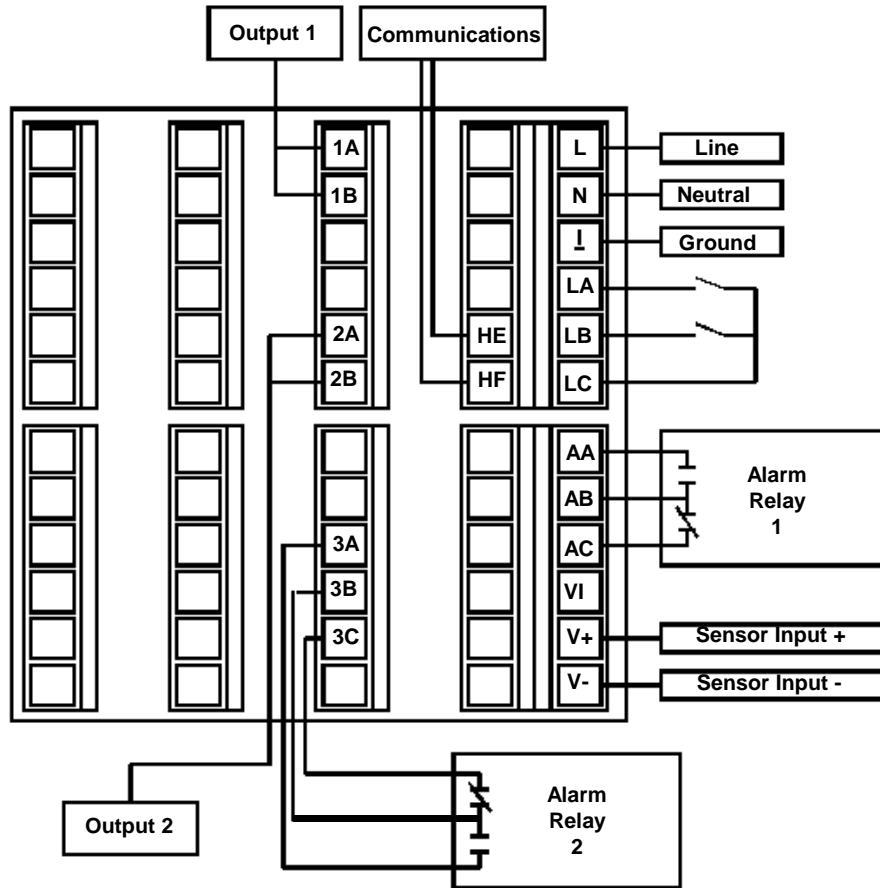 Output 1
Communications
1A
L
Line
1B
N
Neutral
Ground
LA
2A
HE
LB
2B
HF
LC
AA
AB
Alarm
Relay
1
3A
AC
3B
VI
3C
V+
Sensor Input +
V-
Sensor Input -
Output 2
Alarm
Relay
2